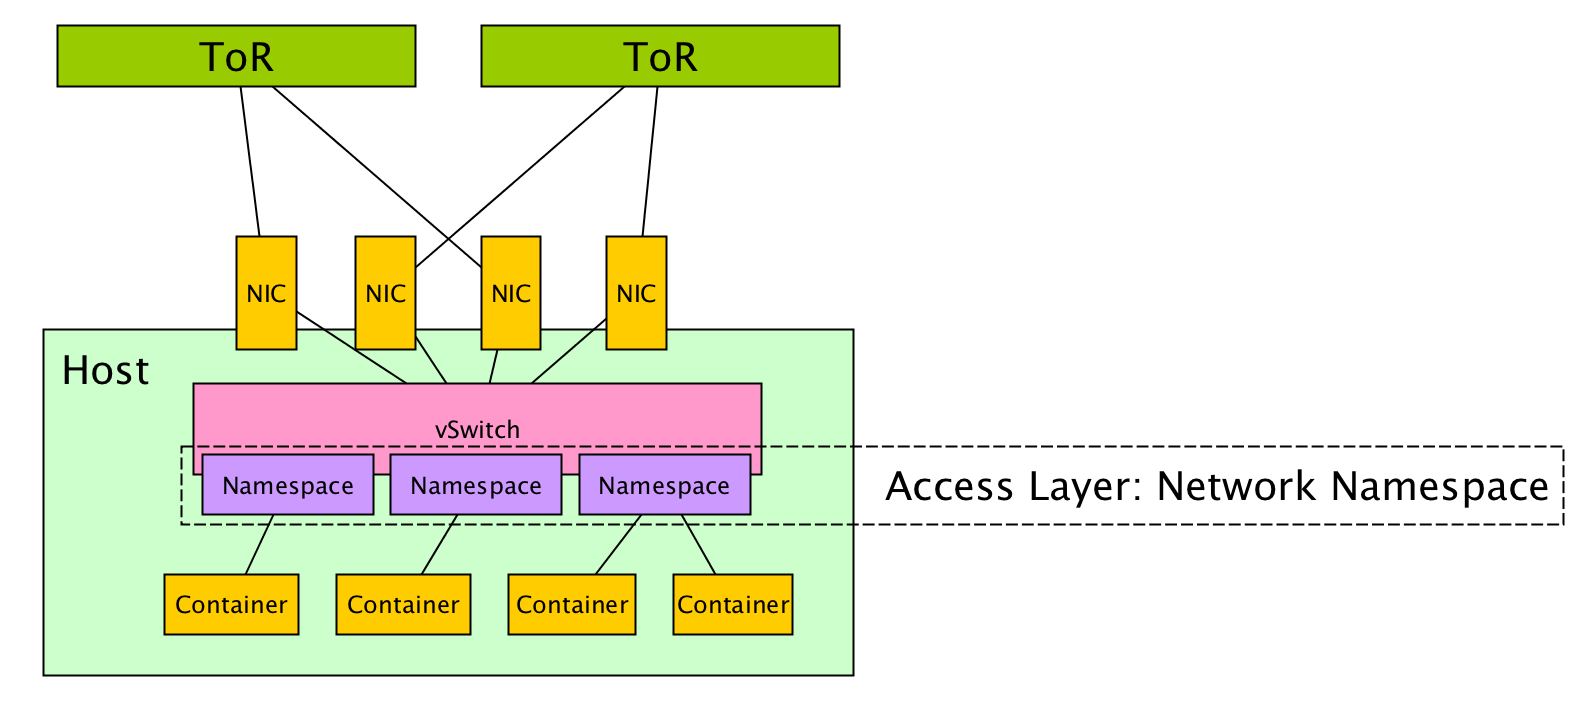 ToR
ToR
NIC
NIC
NIC
NIC
Host
vSwitch
Namespace
Namespace
Namespace
Access Layer: Network Namespace
Container
Container
Container
Container